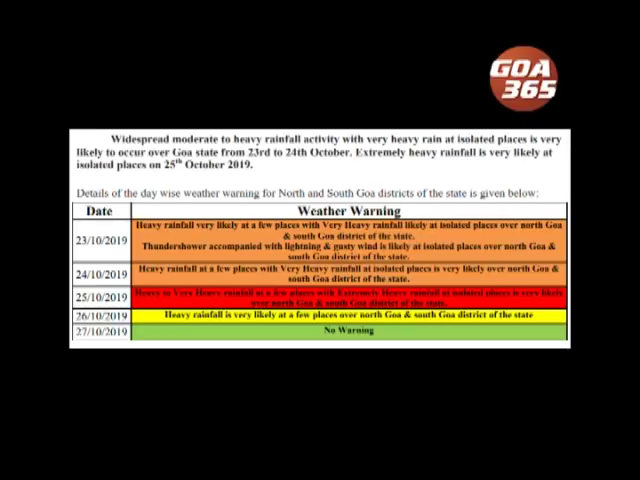 GOA
365
Widespread moderate to heavy rainfall activity with very heavy rain at isolated places is very
likely to occur over Goa state from 23rd to 24th October. Extremely heavy rainfall is very likely at
isolated places on 25th October 2019.
Details of the day wise weather warning for North and South Goa districts of the state is given below:
Date Weather Warning
23/10/2019
Heavy rainfall very likely at a few places with Very Heavy rainfall likely at isolated places over north Goa
& south Goa district of the state.
Thundershower accompanied with lightning & gusty wind is likely at isolated places over north Goa &
south Goa district of the state.
24/10/2019
Heavy rainfall at a few places with Very Heavy rainfall at isolated places is very likely over north Goa &
south Goa district of the state.
25/10/2019
Heavy to Very Heavy rainfall at a few places with Extremely Heavy rainfall at isolated places is very likely
over north Goa & south Goa district of the state.
26/10/2019 Heavy rainfall is very likely at a few places over north Goa & south Goa district of the state
27/10/2019 No Warning